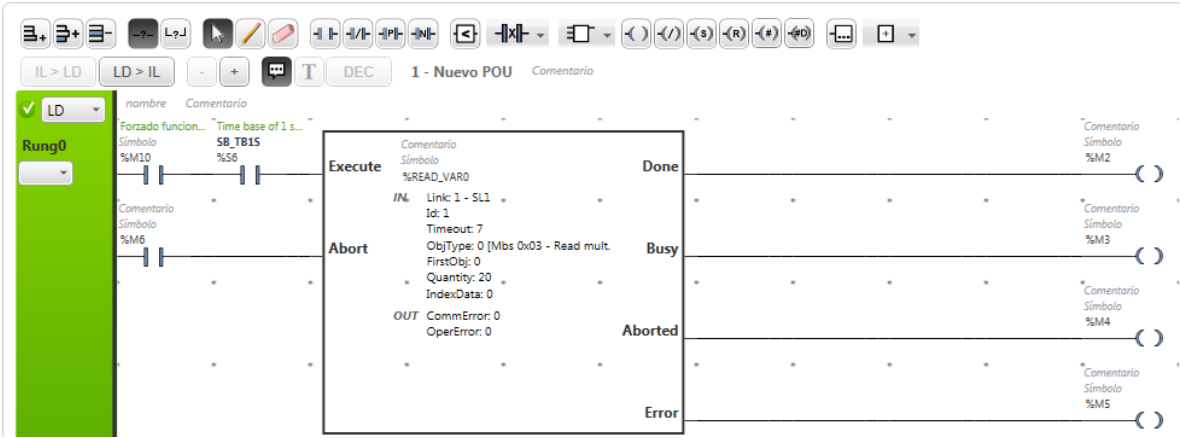 IL > LD LD > IL - + T DEC 1 - Nuevo POU Comentario
LD
nombre Comentario
Rung0
Forzado funcion... Time base of 1 s...
Símbolo SB_TB1S
%M10 %S6
Comentario
Símbolo
%M6
Comentario
Símbolo
%READ_VAR0
Execute
Abort
IN Link: 1 - SL1
Id: 1
Timeout: 7
ObjType: 0 [Mbs 0x03 - Read mult.
FirstObj: 0
Quantity: 20
IndexData: 0
OUT CommError: 0
OperError: 0
Done
Busy
Aborted
Error
Comentario
Símbolo
%M2
Comentario
Símbolo
%M3
Comentario
Símbolo
%M4
Comentario
Símbolo
%M5